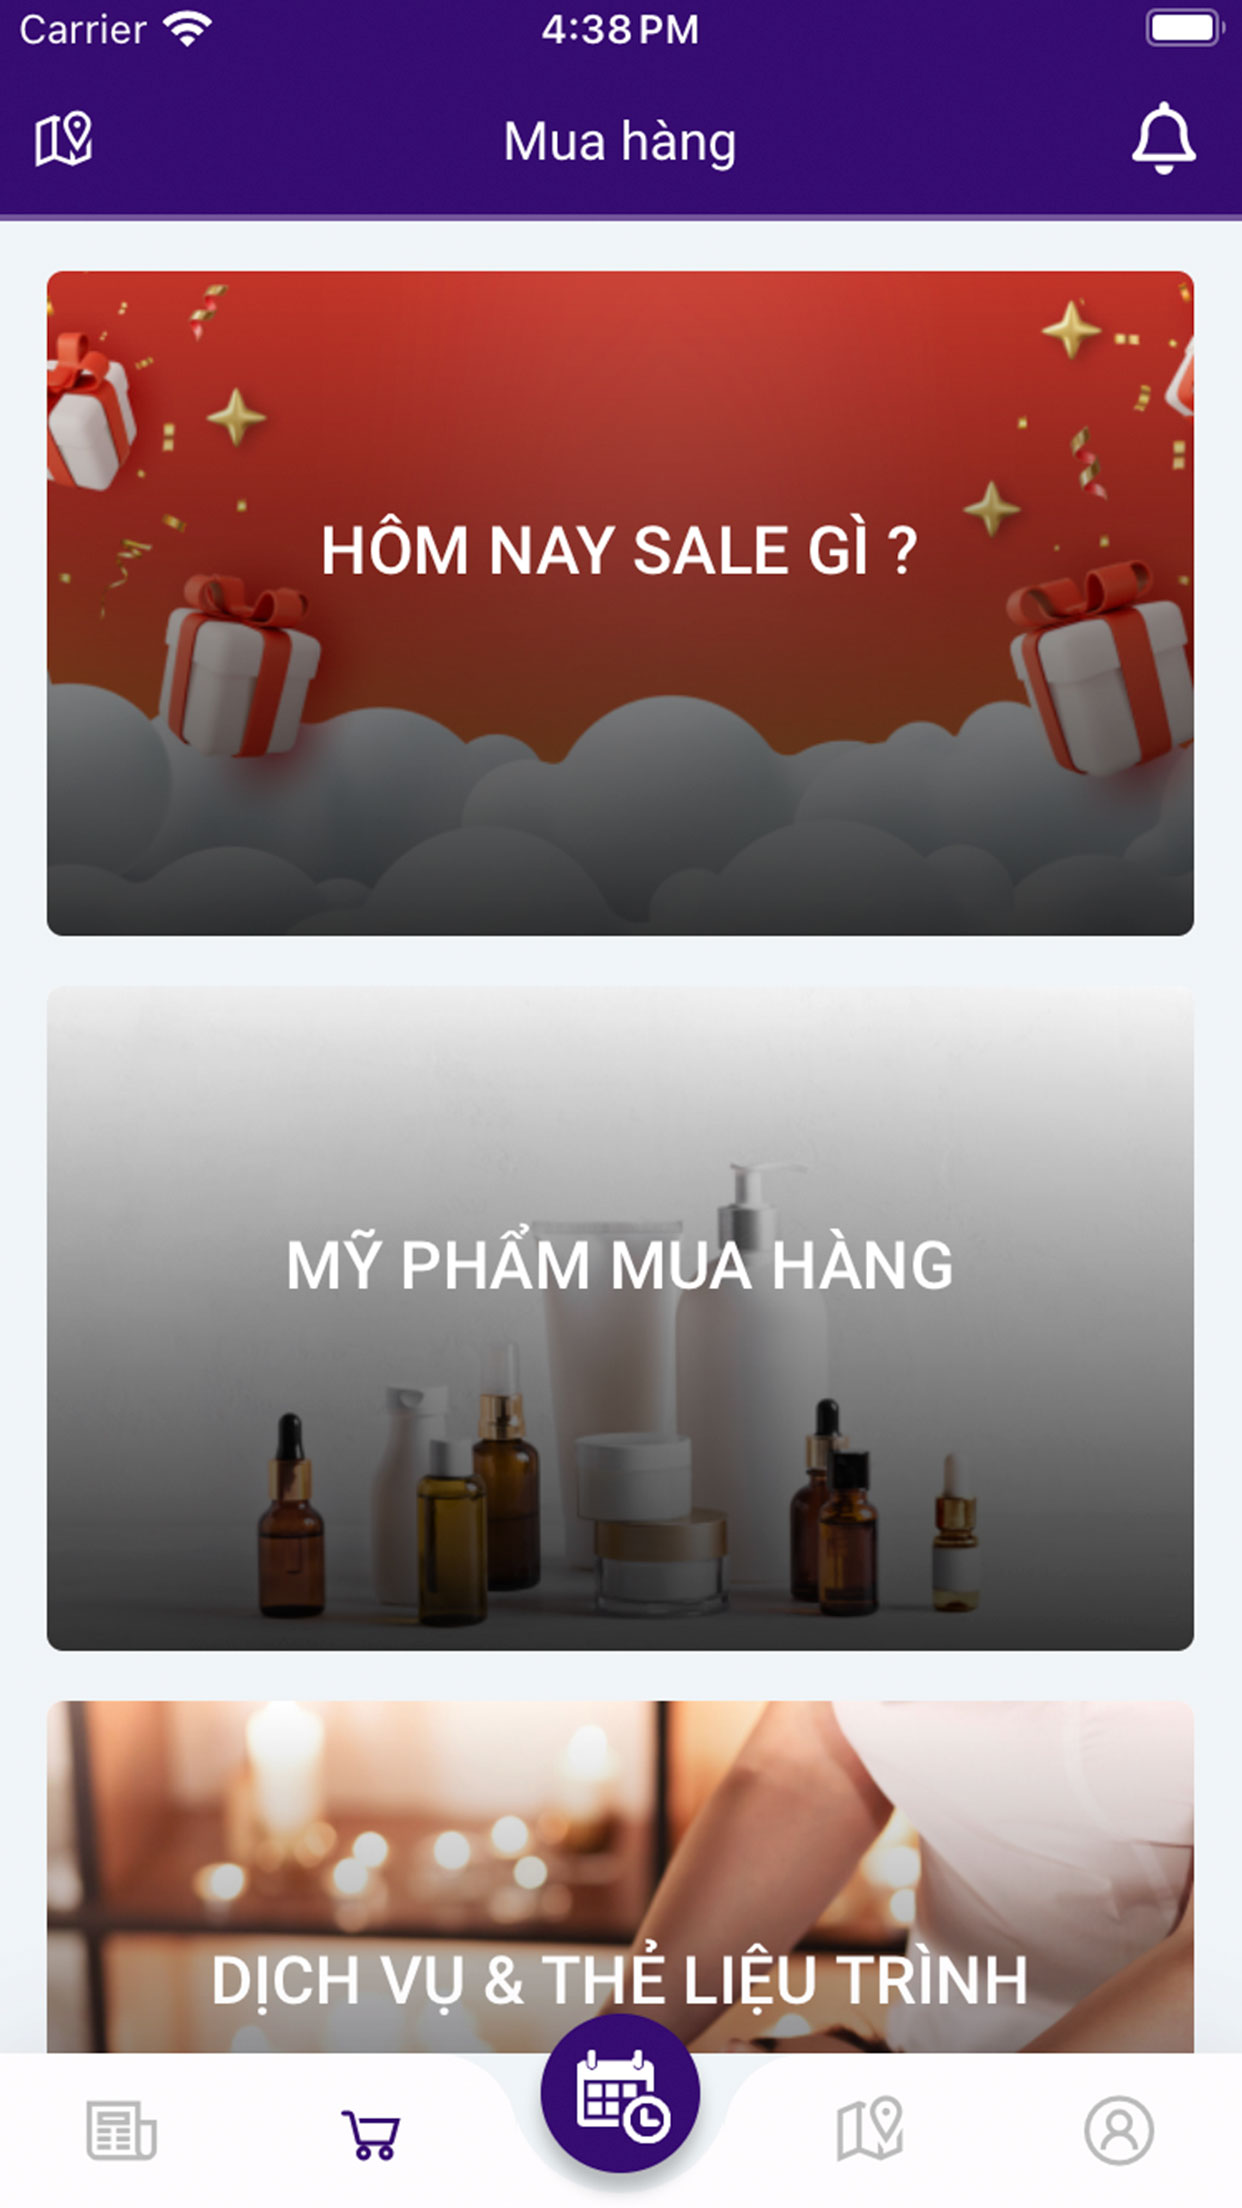 Carrier 4:38 PM
Mua hàng
HÔM NAY SALE GÌ ?
MỸ PHẨM MUA HÀNG
DỊCH VỤ & THẺ LIỆU TRÌNH